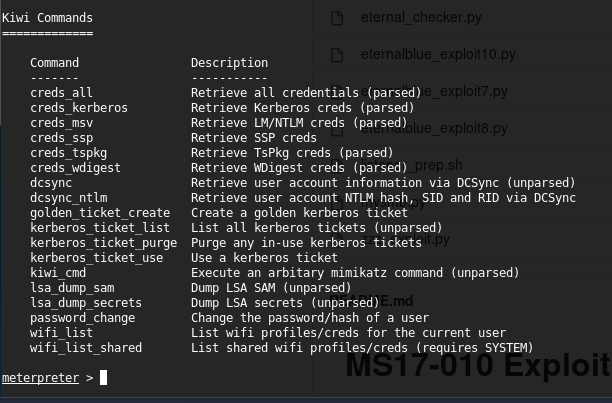 Kiwi Commands
=============
Command Description
------- -----------
creds_all Retrieve all credentials (parsed)
creds_kerberos Retrieve Kerberos creds (parsed)
creds_msv Retrieve LM/NTLM creds (parsed)
creds_ssp Retrieve SSP creds
creds_tspkg Retrieve TsPkg creds (parsed)
creds_wdigest Retrieve WDigest creds (parsed)
dcsync Retrieve user account information via DCSync (unparsed)
dcsync_ntlm Retrieve user account NTLM hash, SID and RID via DCSync
golden_ticket_create Create a golden kerberos ticket
kerberos_ticket_list List all kerberos tickets (unparsed)
kerberos_ticket_purge Purge any in-use kerberos tickets
kerberos_ticket_use Use a kerberos ticket
kiwi_cmd Execute an arbitary mimikatz command (unparsed)
lsa_dump_sam Dump LSA SAM (unparsed)
lsa_dump_secrets Dump LSA secrets (unparsed)
password_change Change the password/hash of a user
wifi_list List wifi profiles/creds for the current user
wifi_list_shared List shared wifi profiles/creds (requires SYSTEM)
meterpreter >
eternal_checker.py
eternalblue_exploit10.py
eternalblue_exploit7.py
eternalblue_exploit8.py
_prep.sh
README.md
MS17-010 Exploit